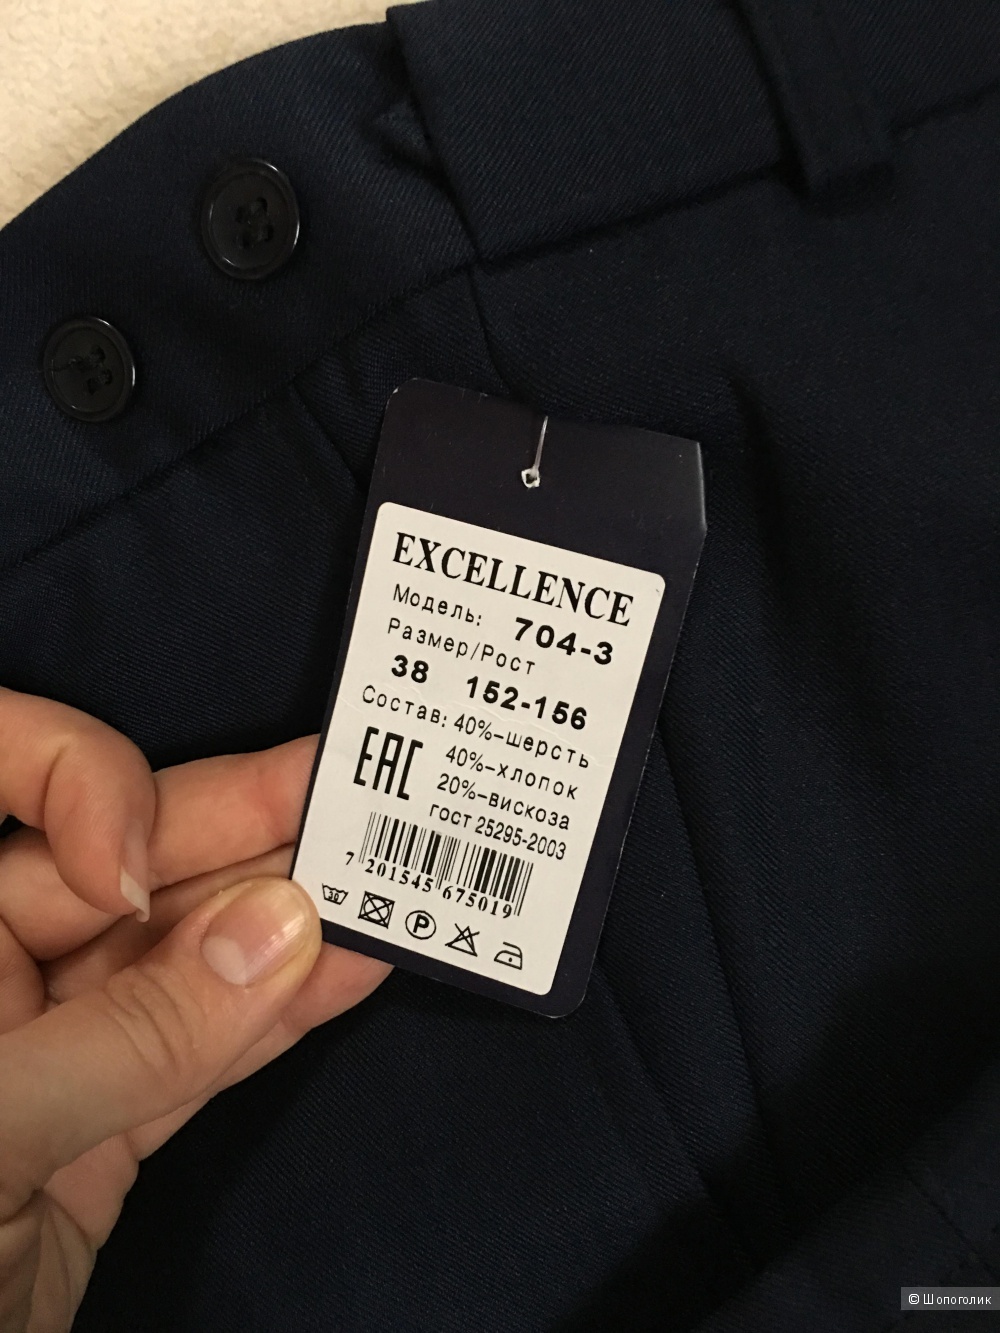 EXCELLENCE
Модель: 704-3
Размер/Рост
38 152-156
Состав: 40%-шерсть
40%-хлопок
20%-вискоза
ГОСТ 25295-2003
EAC
7 201545 675019
30
P
© Шопоголик